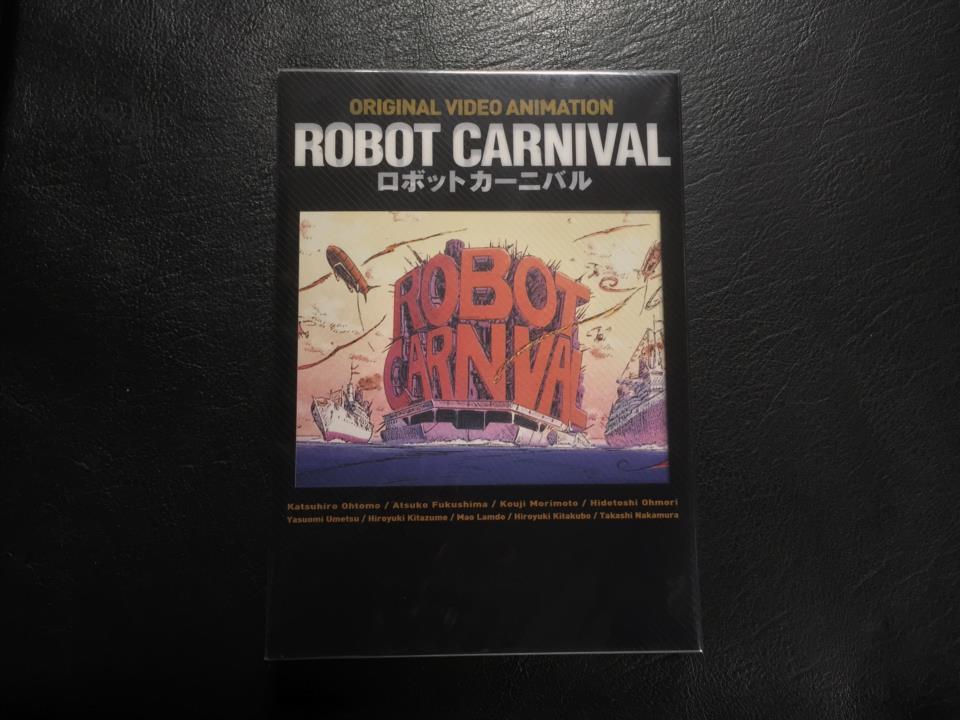 ORIGINAL VIDEO ANIMATION
ROBOT CARNIVAL
ロボットカーニバル
ROBOT
CARNIVAL
Katsuhiro Ohtomo / Atsuko Fukushima / Kouji Morimoto / Hidetoshi Ohmori
Yasuomi Umetsu / Hiroyuki Kitazume / Mao Lamdo / Hiroyuki Kitakubo / Takashi Nakamura